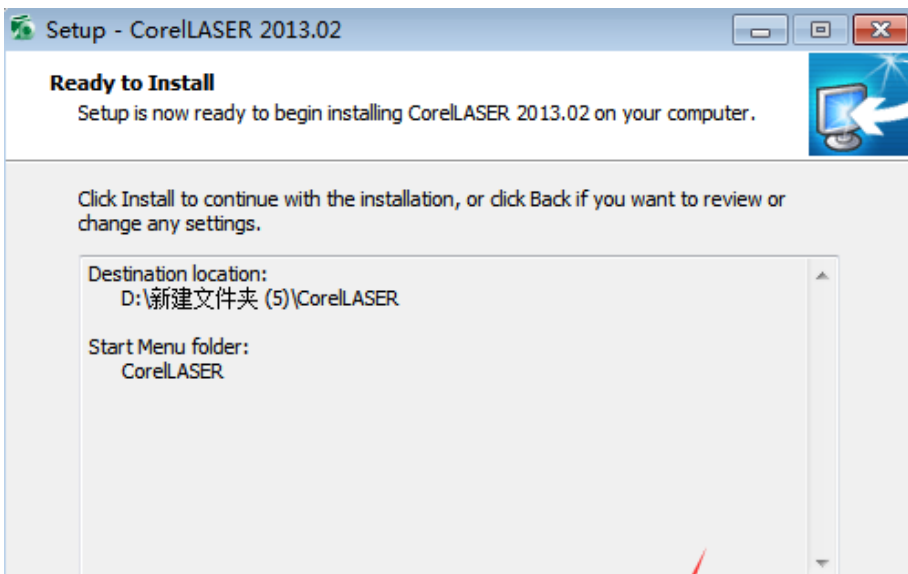 Setup - CorelLASER 2013.02
Ready to Install
Setup is now ready to begin installing CorelLASER 2013.02 on your computer.
Click Install to continue with the installation, or click Back if you want to review or
change any settings.
Destination location:
D:\新建文件夹 (5)\CorelLASER
Start Menu folder:
CorelLASER